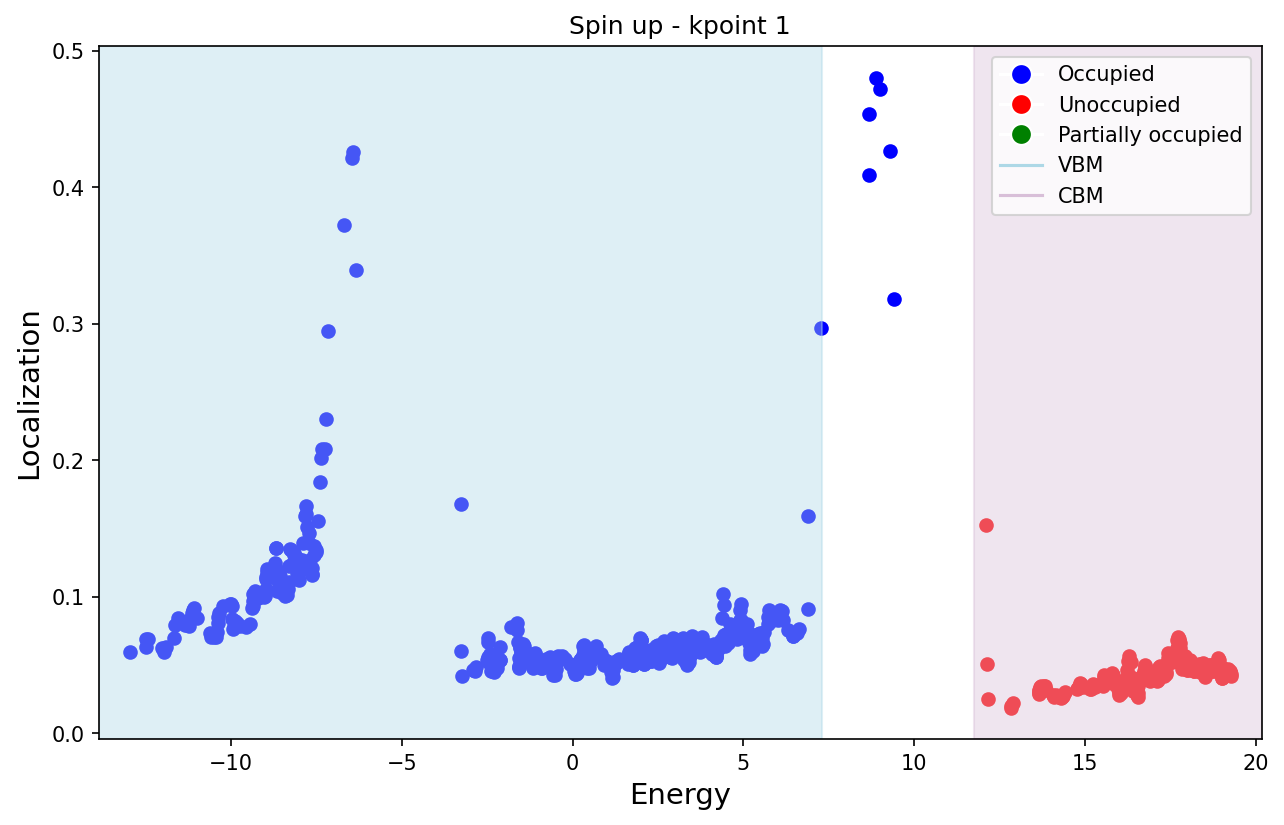 Spin up - kpoint 1
0.5
0.4
0.3
0.2
0.1
0.0
Localization
Occupied
Unoccupied
Partially occupied
VBM
CBM
−10
−5
0
5
10
15
20
Energy